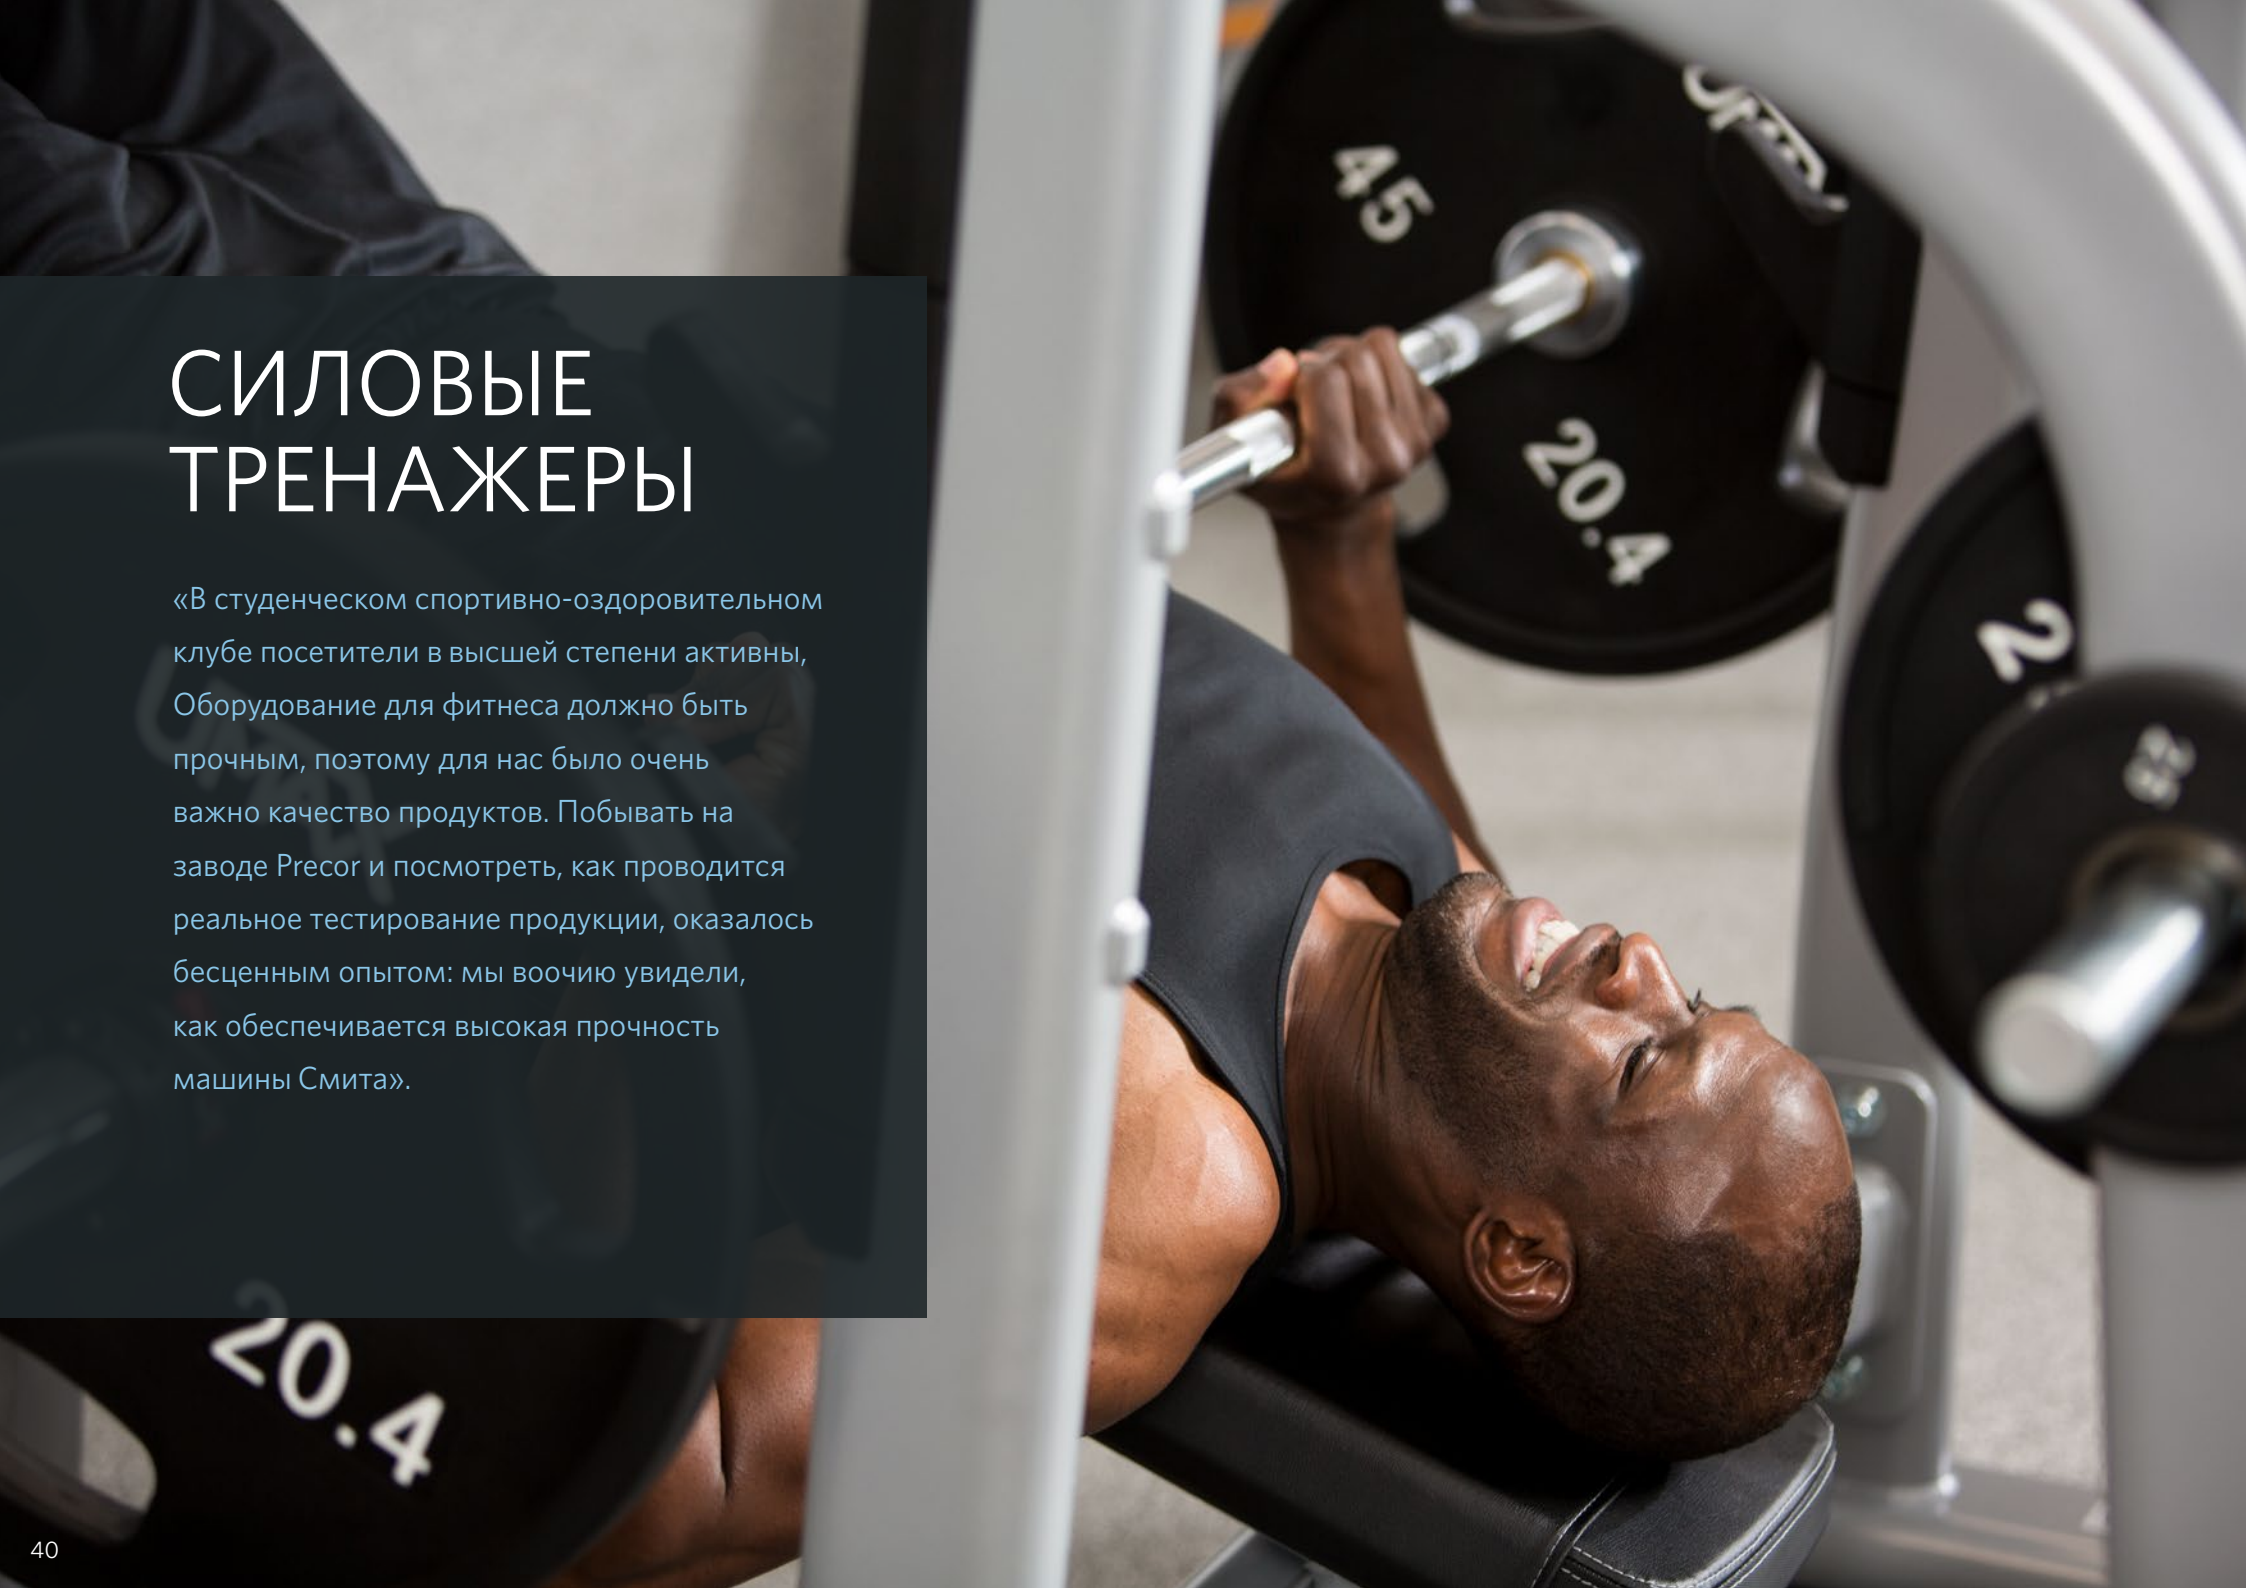 45
20.4
СИЛОВЫЕ
ТРЕНАЖЕРЫ
«В студенческом спортивно-оздоровительном
клубе посетители в высшей степени активны,
Оборудование для фитнеса должно быть
прочным, поэтому для нас было очень
важно качество продуктов. Побывать на
заводе Precor и посмотреть, как проводится
реальное тестирование продукции, оказалось
бесценным опытом: мы воочию увидели,
как обеспечивается высокая прочность
машины Смита».
20.4
40